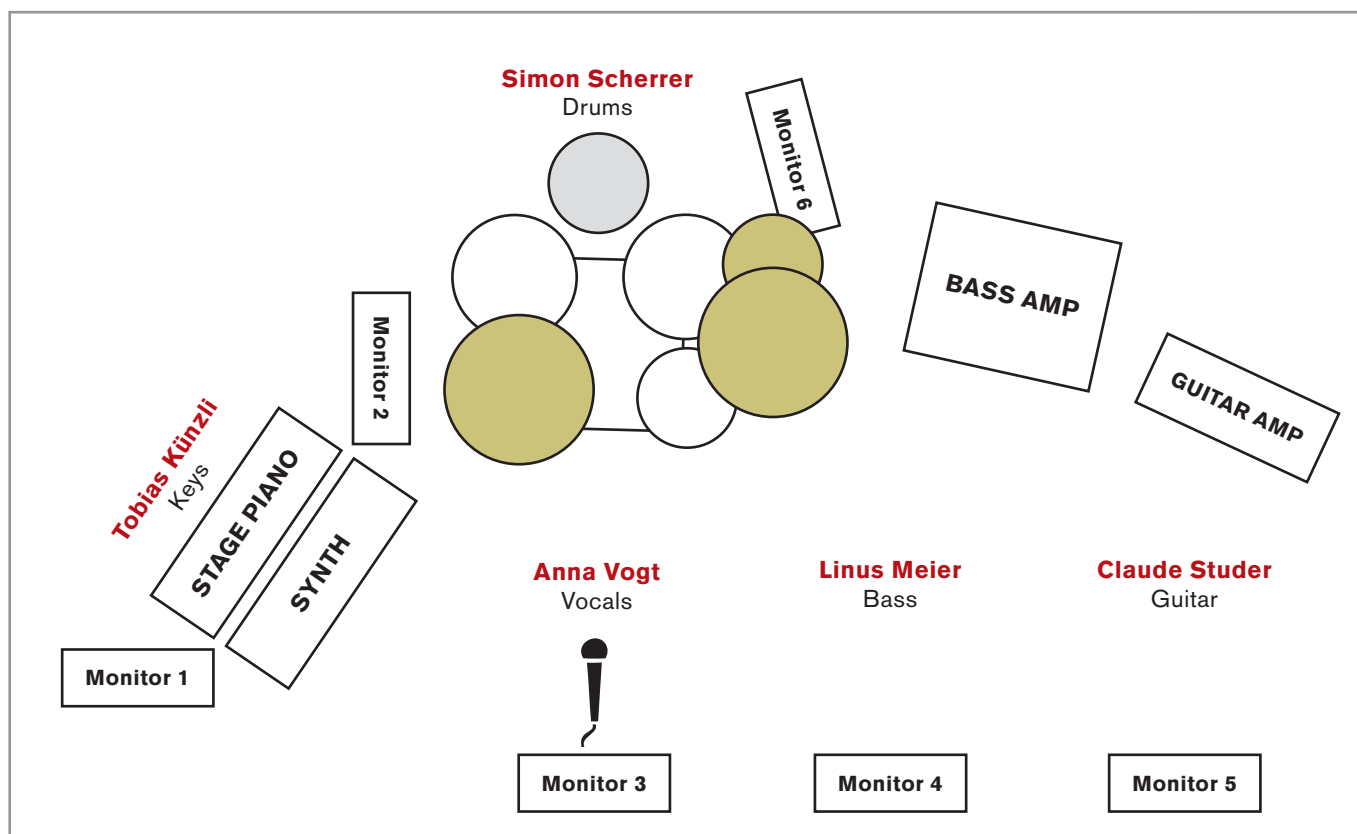 Simon Scherrer
Drums
Monitor 6
BASS AMP
GUITAR AMP
Monitor 2
Tobias Künzli
Keys
STAGE PIANO
SYNTH
Monitor 1
Anna Vogt
Vocals
Linus Meier
Bass
Claude Studer
Guitar
Monitor 3
Monitor 4
Monitor 5